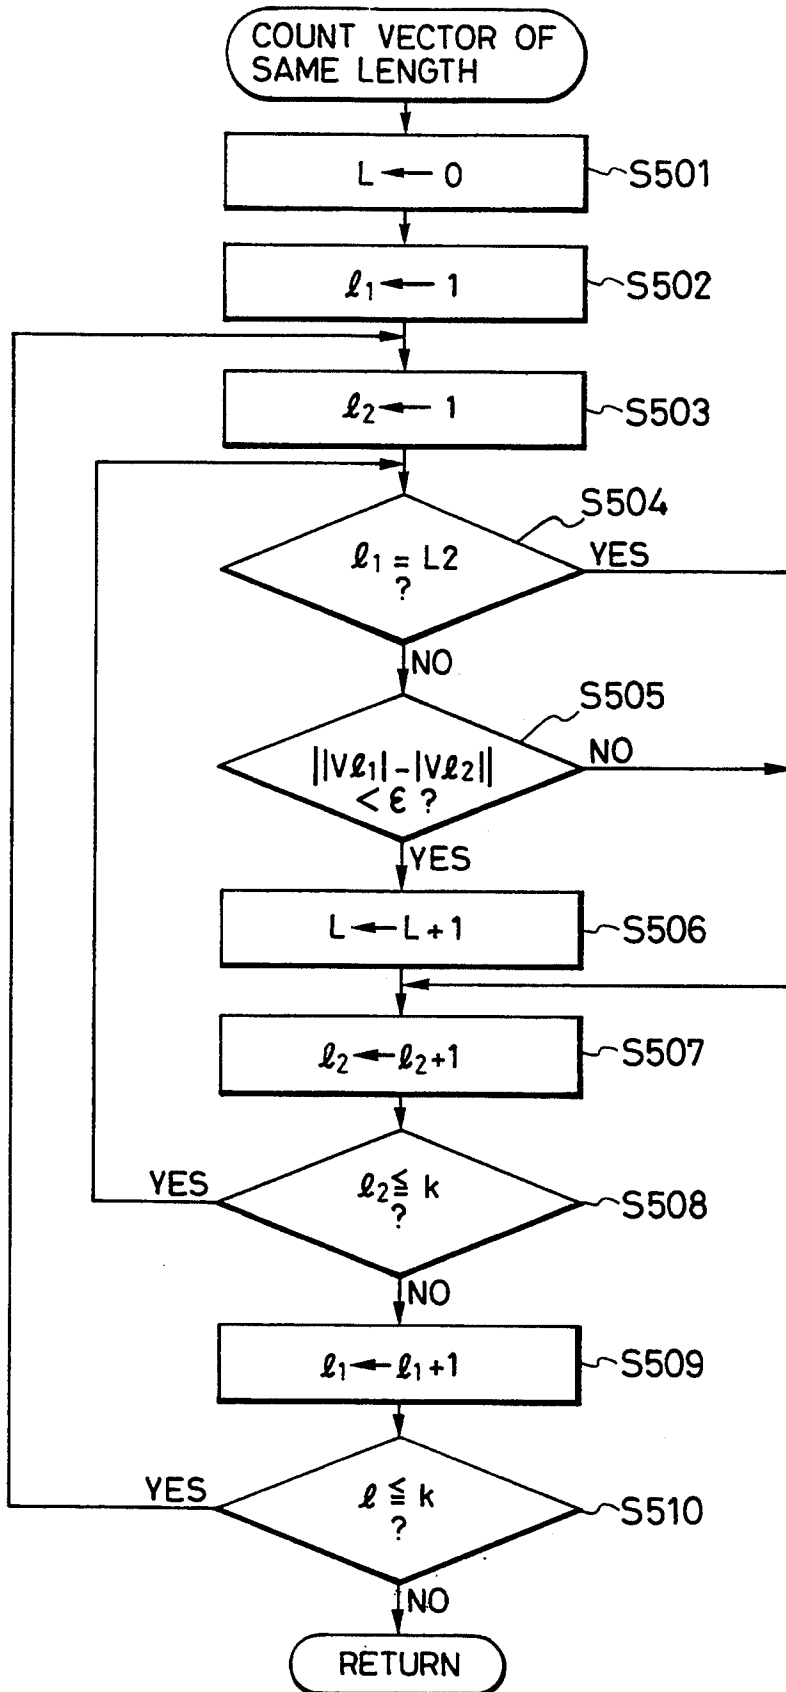 COUNT VECTOR OF
SAME LENGTH
L ← 0
S501
ℓ₁ ← 1
S502
ℓ₂ ← 1
S503
S504
ℓ₁ = L2
?
YES
NO
S505
||Vℓ₁| - |Vℓ₂||
< ε ?
NO
YES
L ← L + 1
S506
ℓ₂ ← ℓ₂+1
S507
YES
ℓ₂ ≦ k
?
S508
NO
ℓ₁ ← ℓ₁+1
S509
YES
ℓ ≦ k
?
S510
NO
RETURN